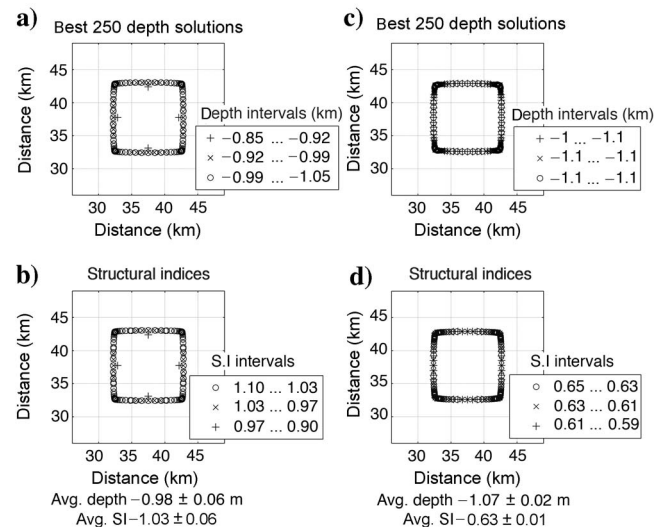 a)
Best 250 depth solutions
Distance (km)
45
40
35
30
Depth intervals (km)
+ −0.85 ... −0.92
× −0.92 ... −0.99
○ −0.99 ... −1.05
30 35 40 45
Distance (km)
c)
Best 250 depth solutions
Distance (km)
45
40
35
30
Depth intervals (km)
+ −1 ... −1.1
× −1.1 ... −1.1
○ −1.1 ... −1.1
30 35 40 45
Distance (km)
b)
Structural indices
Distance (km)
45
40
35
30
S.I intervals
○ 1.10 ... 1.03
× 1.03 ... 0.97
+ 0.97 ... 0.90
30 35 40 45
Distance (km)
Avg. depth −0.98 ± 0.06 m
Avg. SI−1.03 ± 0.06
d)
Structural indices
Distance (km)
45
40
35
30
S.I intervals
○ 0.65 ... 0.63
× 0.63 ... 0.61
+ 0.61 ... 0.59
30 35 40 45
Distance (km)
Avg. depth −1.07 ± 0.02 m
Avg. SI−0.63 ± 0.01